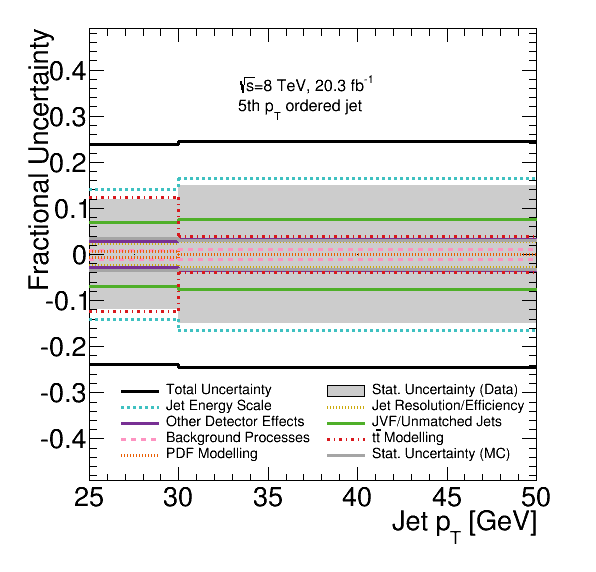 Fractional Uncertainty
0.4
0.3
0.2
0.1
0
-0.1
-0.2
-0.3
-0.4
√s=8 TeV, 20.3 fb⁻¹
5th p_T ordered jet
Total Uncertainty
Jet Energy Scale
Other Detector Effects
Background Processes
PDF Modelling
Stat. Uncertainty (Data)
Jet Resolution/Efficiency
JVF/Unmatched Jets
tt̄ Modelling
Stat. Uncertainty (MC)
25 30 35 40 45 50
Jet p_T [GeV]